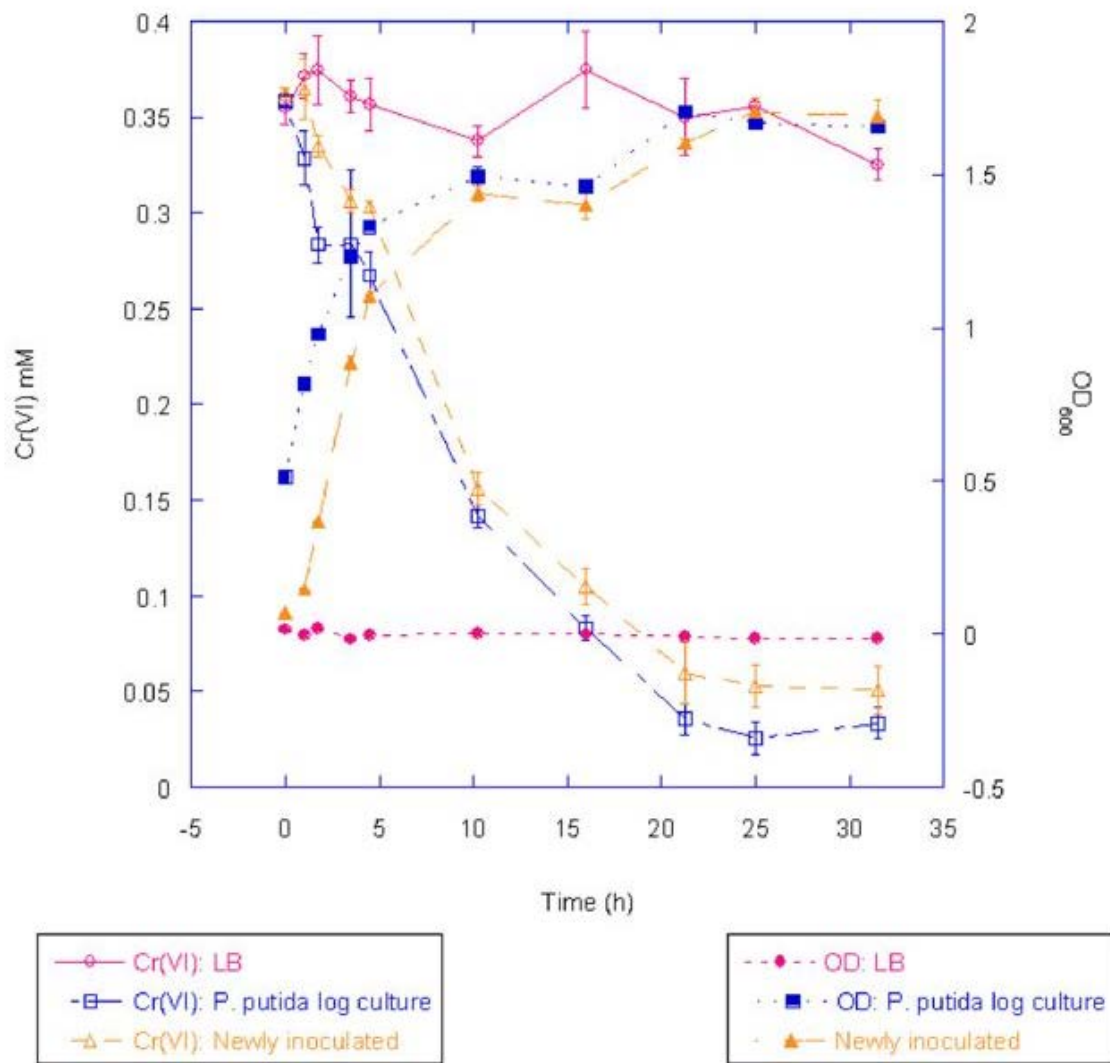 0.4
0.35
0.3
0.25
0.2
0.15
0.1
0.05
0
Cr(VI) mM
2
1.5
1
0.5
0
-0.5
OD600
-5 0 5 10 15 20 25 30 35
Time (h)
Cr(VI): LB
Cr(VI): P. putida log culture
Cr(VI): Newly inoculated
OD: LB
OD: P. putida log culture
Newly inoculated